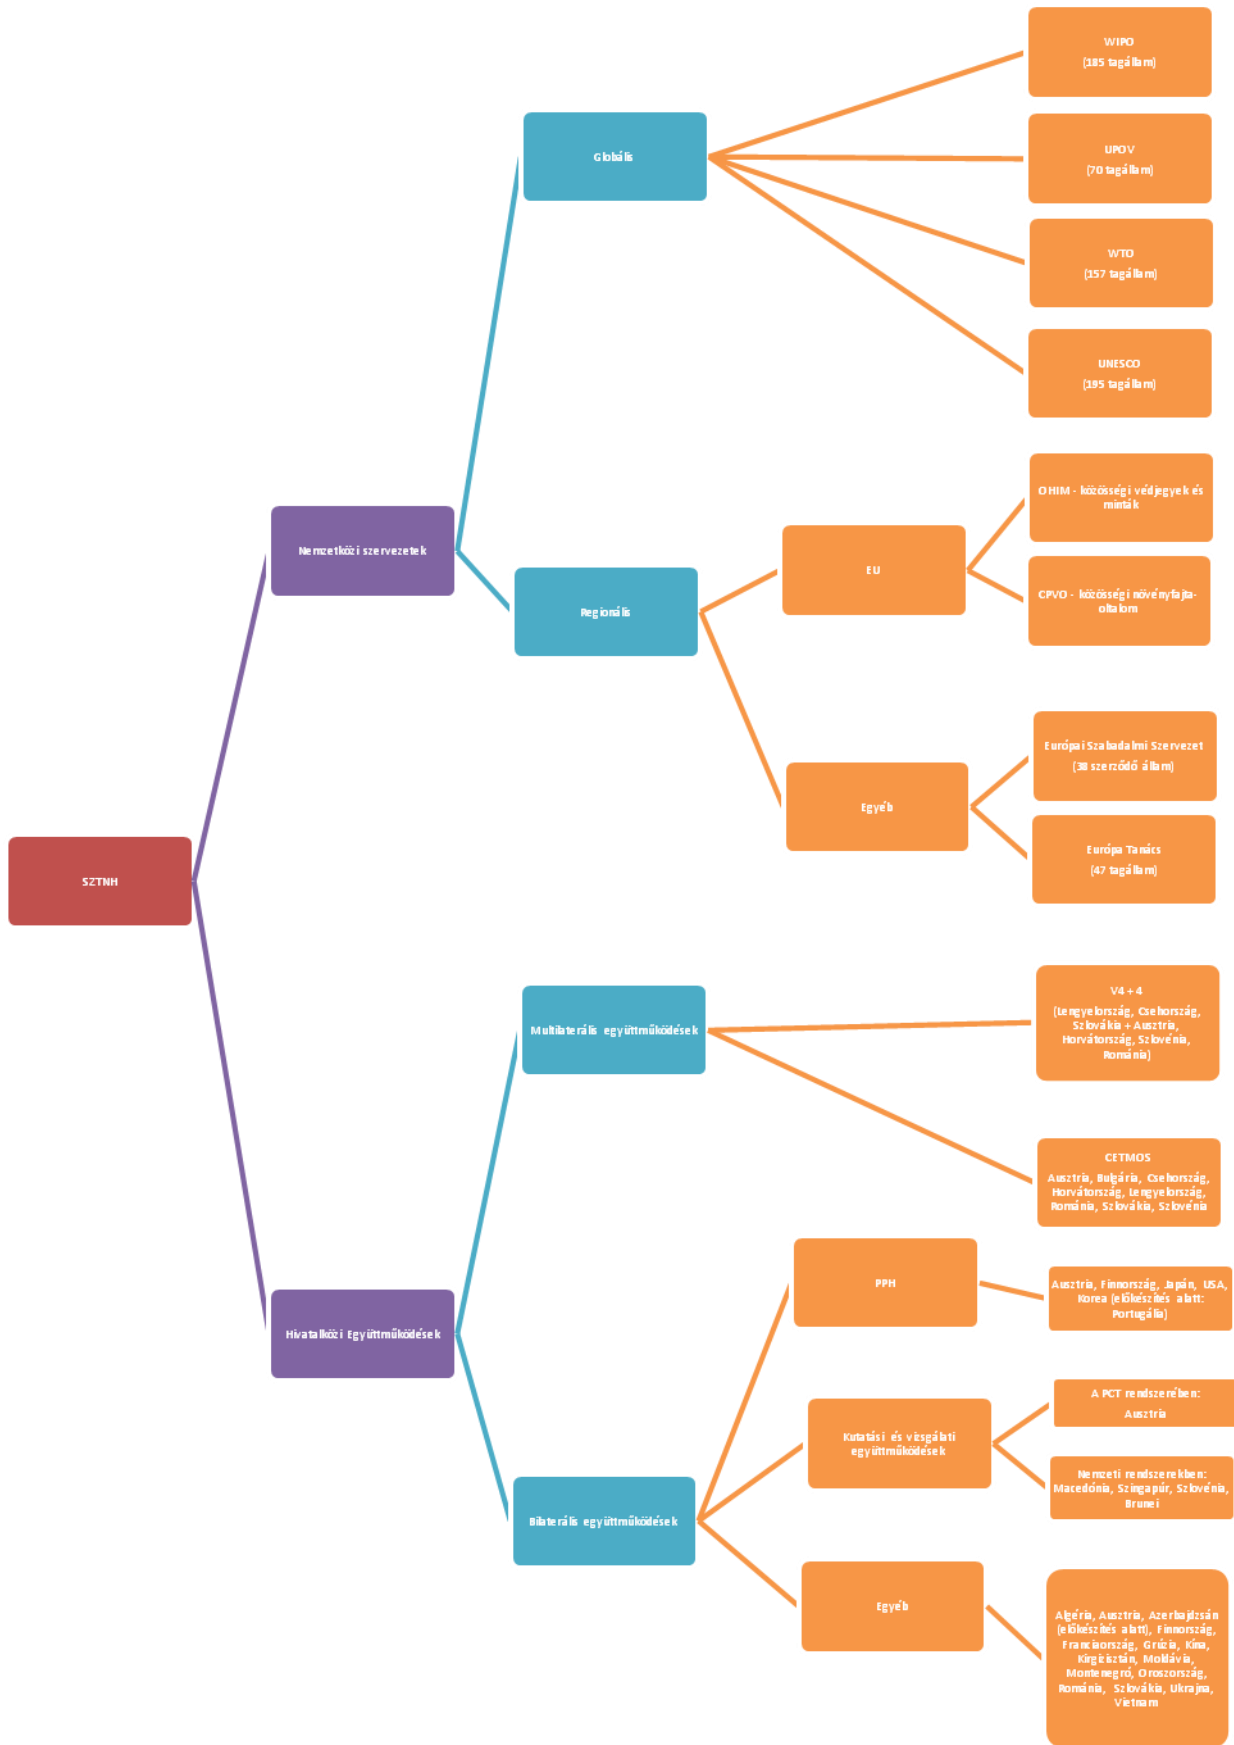 WIPO
(185 tagállam)
Globális
UPOV
(70 tagállam)
WTO
(157 tagállam)
UNESCO
(195 tagállam)
OHIM - közösségi védjegyek és
minták
Nemzetközi szervezetek
EU
CPVO - közösségi növényfajta-
oltalom
Regionális
Európai Szabadalmi Szervezet
(38 szerződő állam)
Egyéb
Európa Tanács
(47 tagállam)
SZTNH
V4 + 4
(Lengyelország, Csehország,
Szlovákia + Ausztria,
Horvátország, Szlovénia,
Románia)
Multilaterális együttműködések
CETMOS
Ausztria, Bulgária, Csehország,
Horvátország, Lengyelország,
Románia, Szlovákia, Szlovénia
PPH
Ausztria, Finnország, Japán, USA,
Korea (előkészítés alatt:
Portugália)
Hivatalközi Együttműködések
A PCT rendszerében:
Ausztria
Kutatási és vizsgálati
együttműködések
Nemzeti rendszerekben:
Macedónia, Szingapúr, Szlovénia,
Brunei
Bilaterális együttműködések
Egyéb
Algéria, Ausztria, Azerbajdzsán
(előkészítés alatt), Finnország,
Franciaország, Grúzia, Kína,
Kirgizisztán, Moldávia,
Montenegró, Oroszország,
Románia, Szlovákia, Ukrajna,
Vietnam